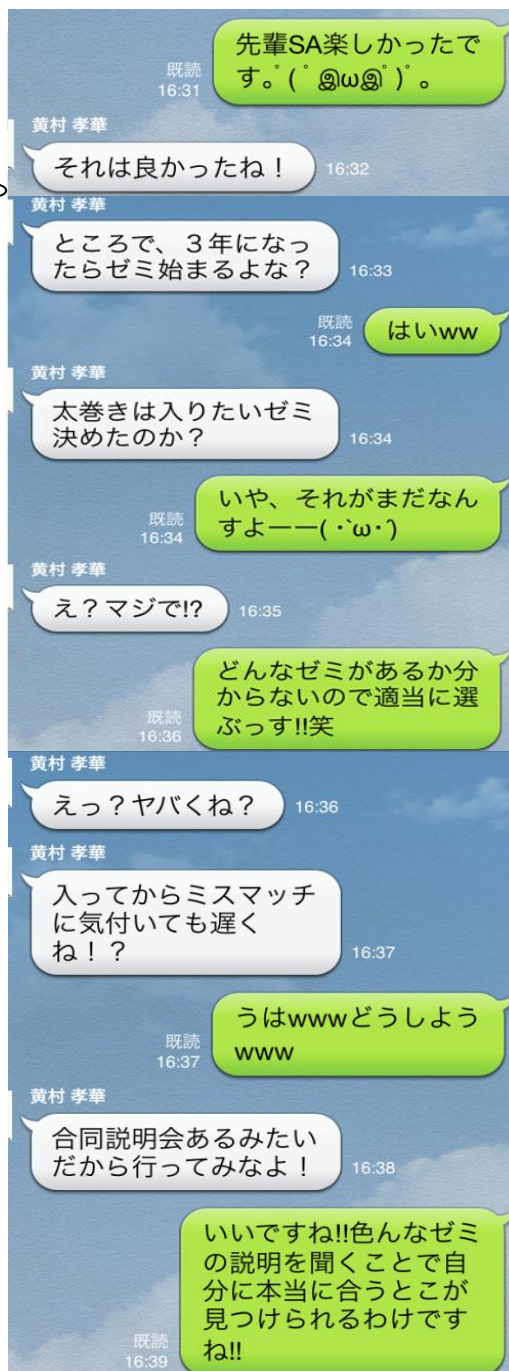 先輩SA楽しかったで
す。ﾟ( ﾟஇωஇﾟ)ﾟ。
既読
16:31
黄村 孝華
それは良かったね！
16:32
黄村 孝華
ところで、３年になっ
たらゼミ始まるよな？
16:33
既読
16:34
はいww
黄村 孝華
太巻きは入りたいゼミ
決めたのか？
16:34
いや、それがまだなん
すよーー( ･`ω･´)
既読
16:34
黄村 孝華
え？マジで!?
16:35
どんなゼミがあるか分
からないので適当に選
ぶっす!!笑
既読
16:36
黄村 孝華
えっ？ヤバくね？
16:36
黄村 孝華
入ってからミスマッチ
に気付いても遅く
ね！？
16:37
うはwwwどうしよう
www
既読
16:37
黄村 孝華
合同説明会あるみたい
だから行ってみなよ！
16:38
いいですね!!色んなゼミ
の説明を聞くことで自
分に本当に合うとこが
見つけられるわけです
ね!!
既読
16:39